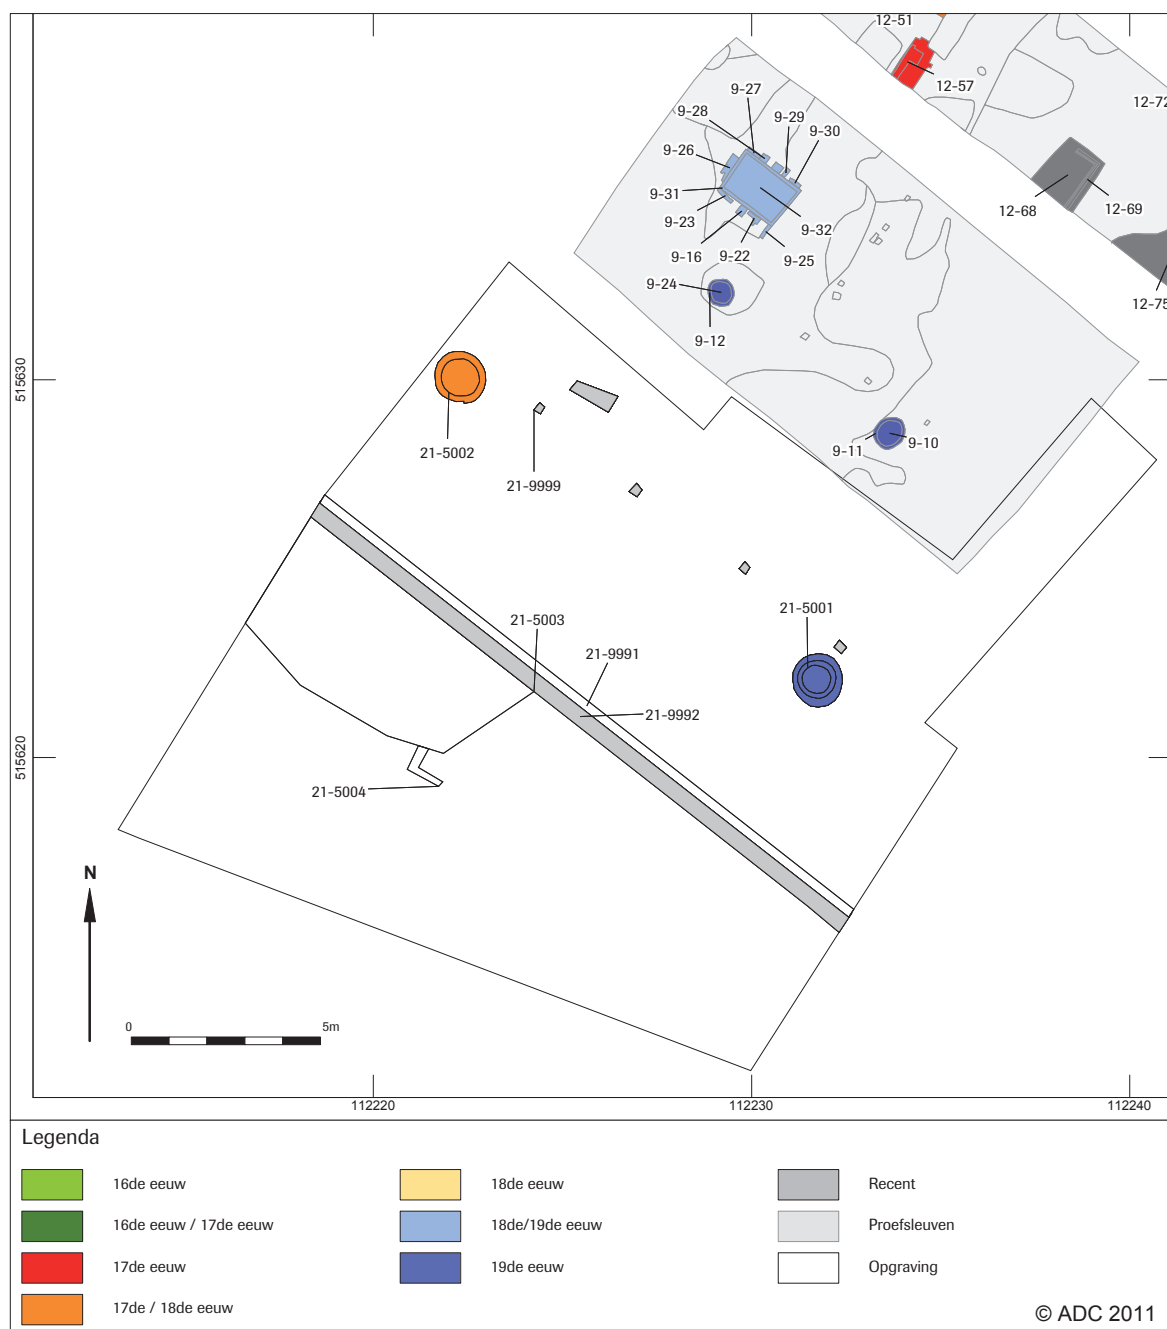 12-51
12-57
12-72
9-27
9-28
9-29
9-30
9-26
9-31
9-23
9-32
9-16
9-22
9-25
12-68
12-69
9-24
12-75
9-12
515630
21-5002
9-11
9-10
21-9999
21-5001
21-5003
21-9991
21-9992
515620
21-5004
N
0
5m
112220
112230
112240
Legenda
16de eeuw
18de eeuw
Recent
16de eeuw / 17de eeuw
18de/19de eeuw
Proefsleuven
17de eeuw
19de eeuw
Opgraving
17de / 18de eeuw
© ADC 2011